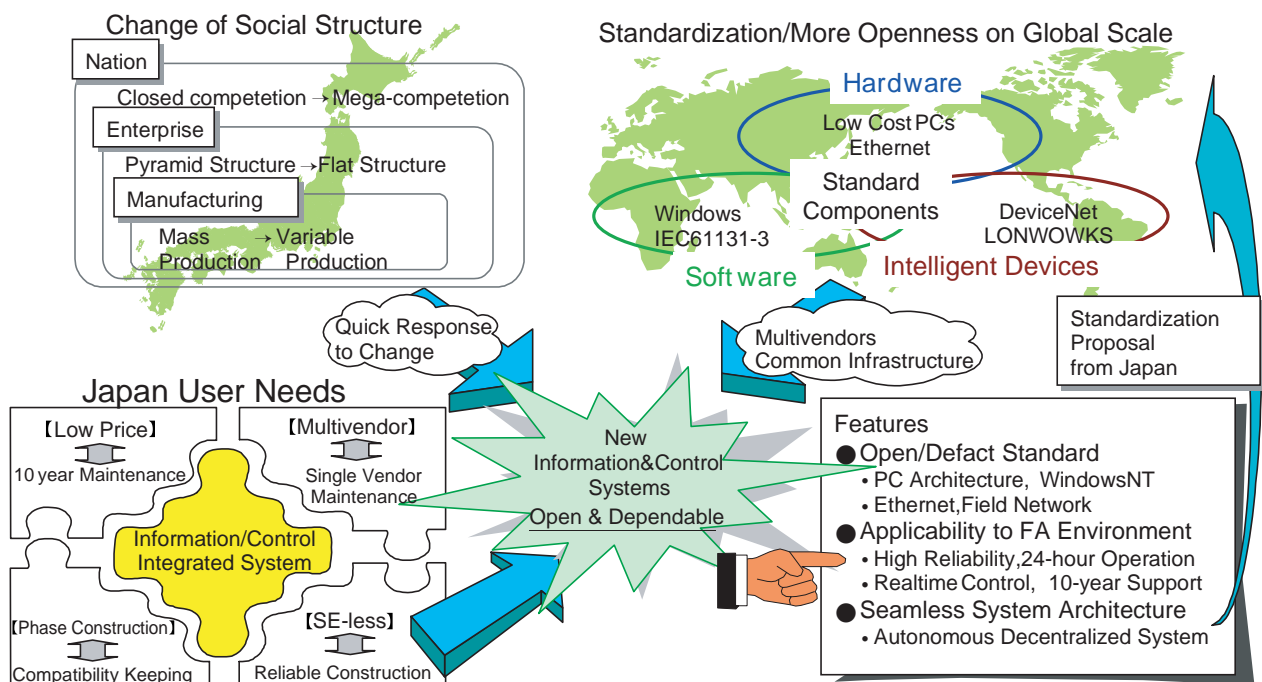 Change of Social Structure
Nation
Closed competetion → Mega-competetion
Enterprise
Pyramid Structure → Flat Structure
Manufacturing
Mass → Variable
Production Production
Standardization/More Openness on Global Scale
Hardware
Low Cost PCs
Ethernet
Standard
Components
Windows
IEC61131-3
Software
DeviceNet
LONWOWKS
Intelligent Devices
Quick Response
to Change
Multivendors
Common Infrastructure
Standardization
Proposal
from Japan
Japan User Needs
【Low Price】
10 year Maintenance
【Multivendor】
Single Vendor
Maintenance
Information/Control
Integrated System
【Phase Construction】
Compatibility Keeping
【SE-less】
Reliable Construction
New
Information&Control
Systems
Open & Dependable
Features
● Open/Defact Standard
• PC Architecture, WindowsNT
• Ethernet,Field Network
● Applicability to FA Environment
• High Reliability,24-hour Operation
• Realtime Control, 10-year Support
● Seamless System Architecture
• Autonomous Decentralized System